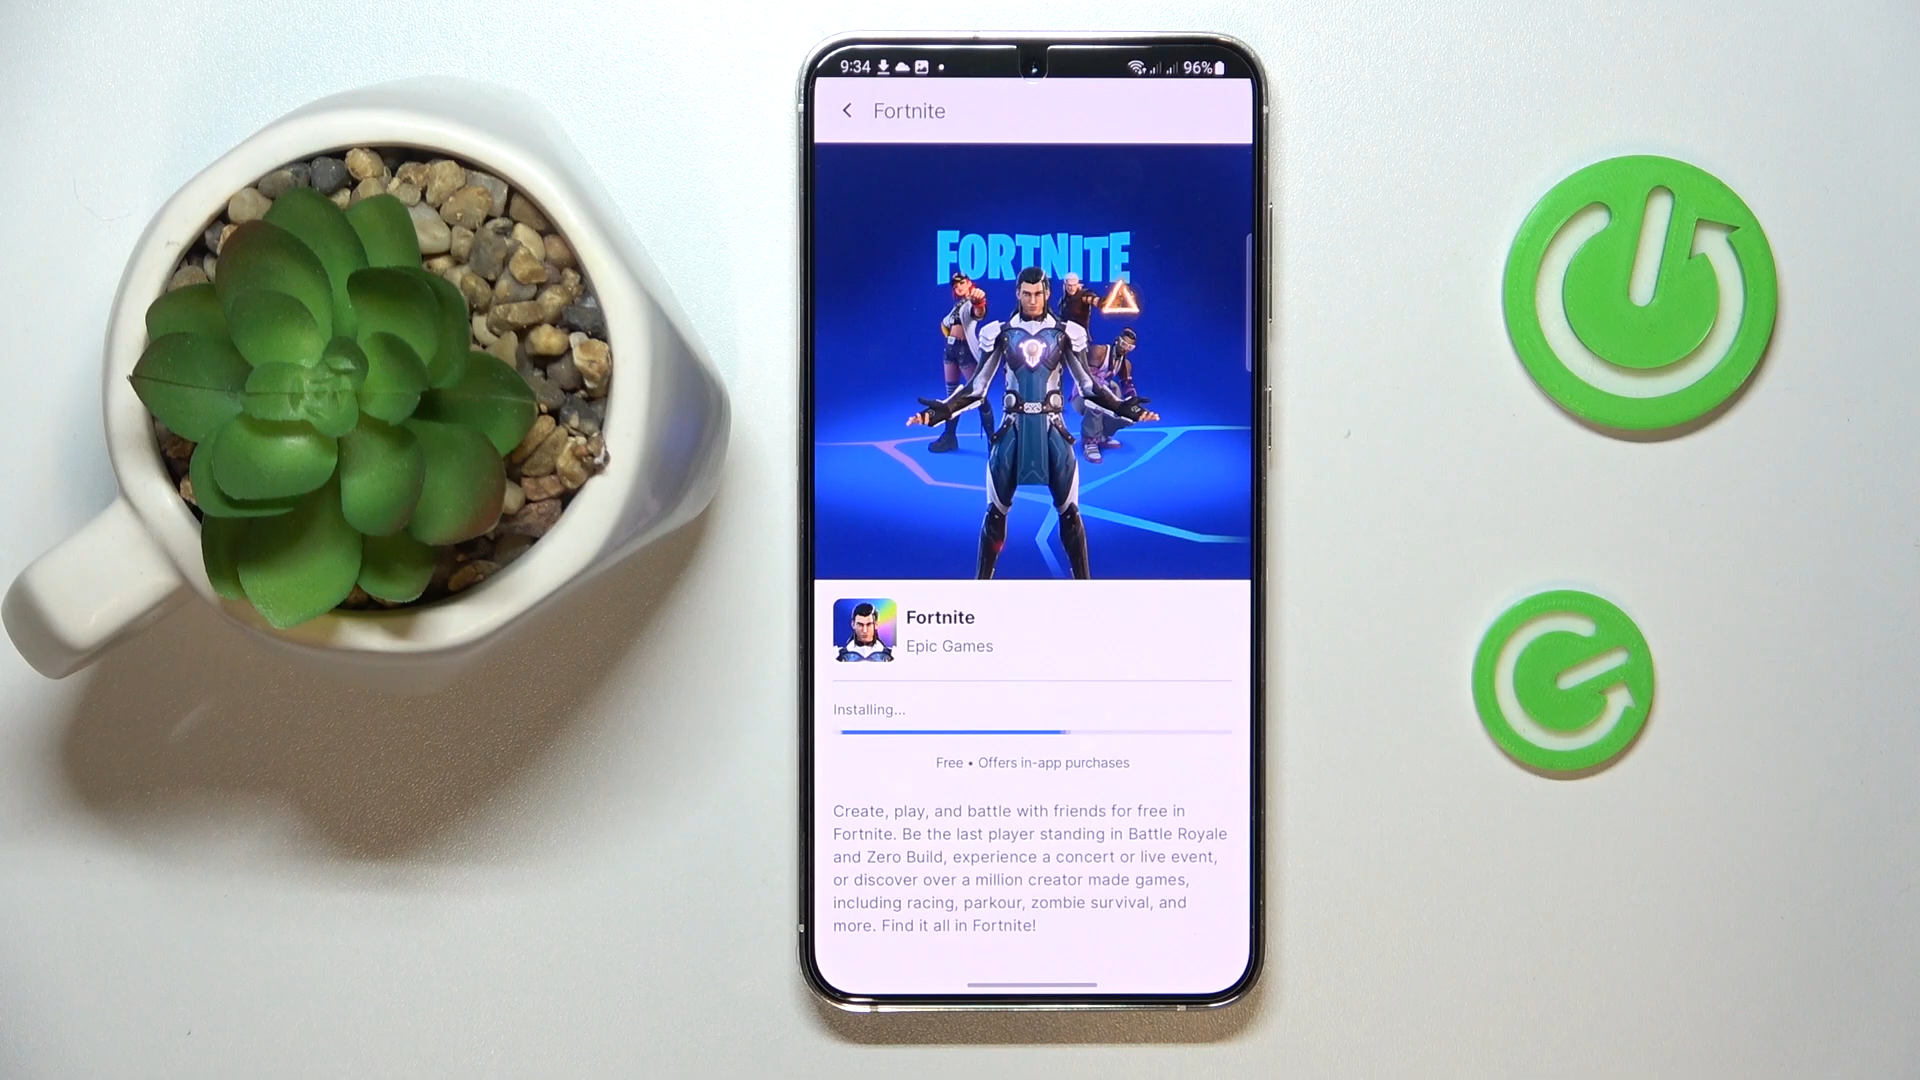 9:34
96%
Fortnite
FORTNITE
Fortnite
Epic Games
Installing...
Free • Offers in-app purchases
Create, play, and battle with friends for free in
Fortnite. Be the last player standing in Battle Royale
and Zero Build, experience a concert or live event,
or discover over a million creator made games,
including racing, parkour, zombie survival, and
more. Find it all in Fortnite!